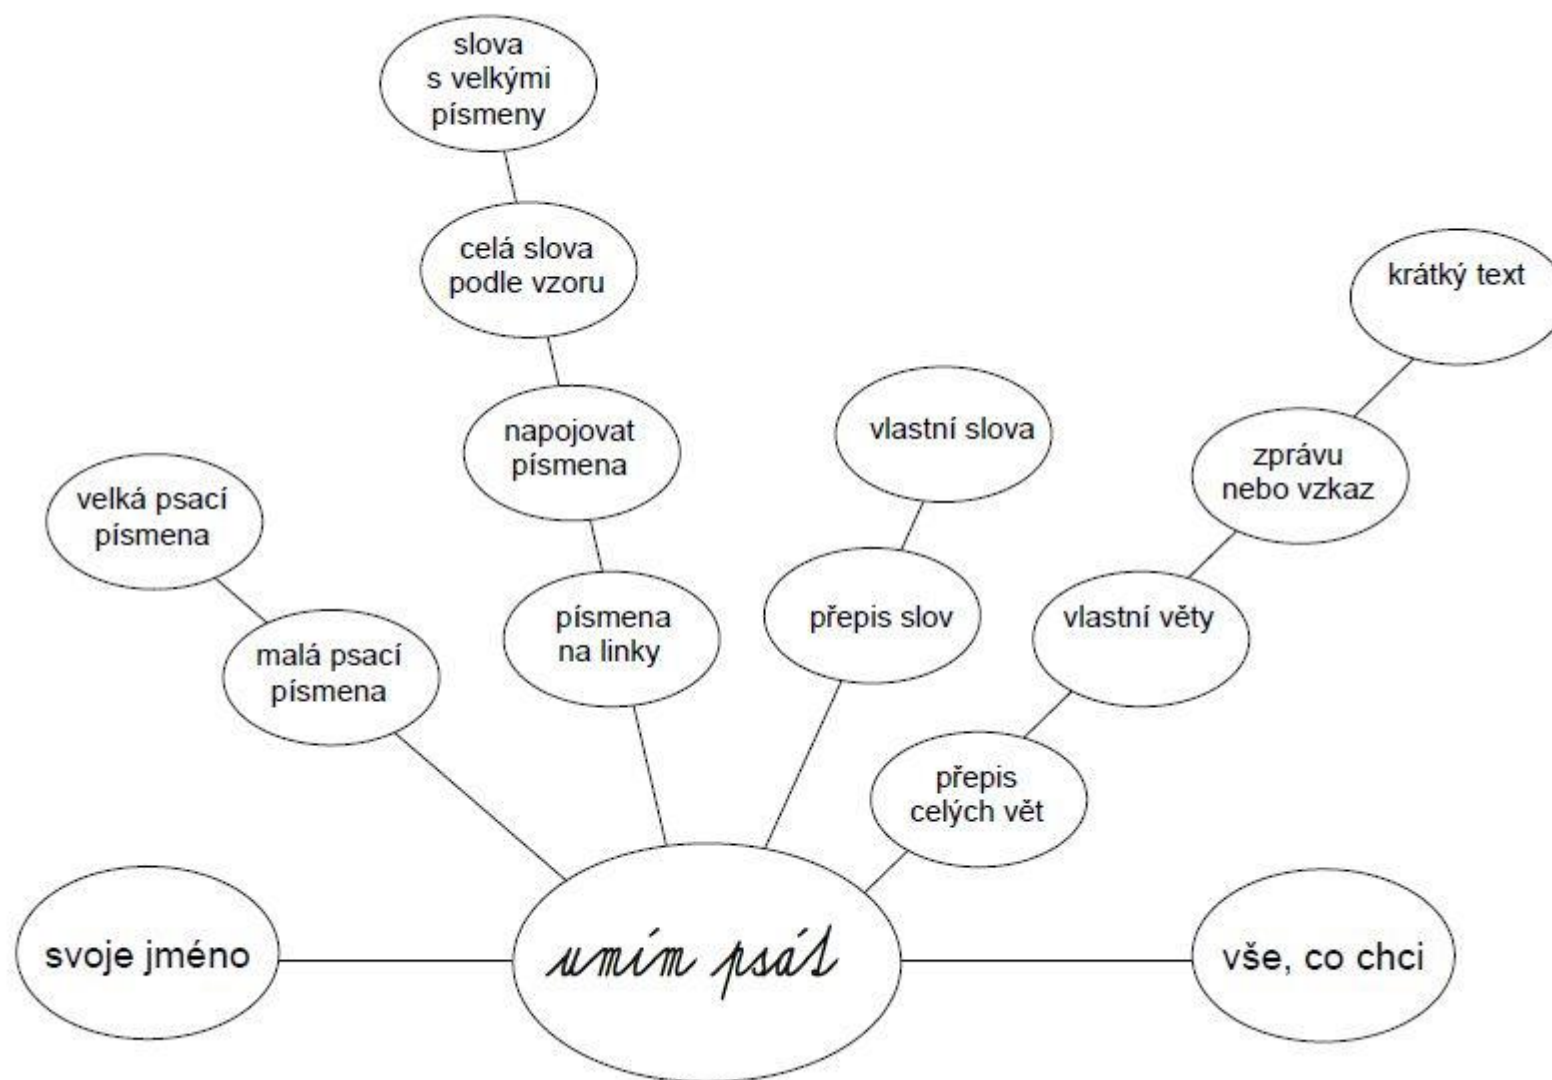 slova
s velkými
písmeny
celá slova
podle vzoru
krátký text
napojovat
písmena
vlastní slova
zprávu
nebo vzkaz
velká psací
písmena
písmena
na linky
přepis slov
vlastní věty
malá psací
písmena
přepis
celých vět
svoje jméno
umím psát
vše, co chci